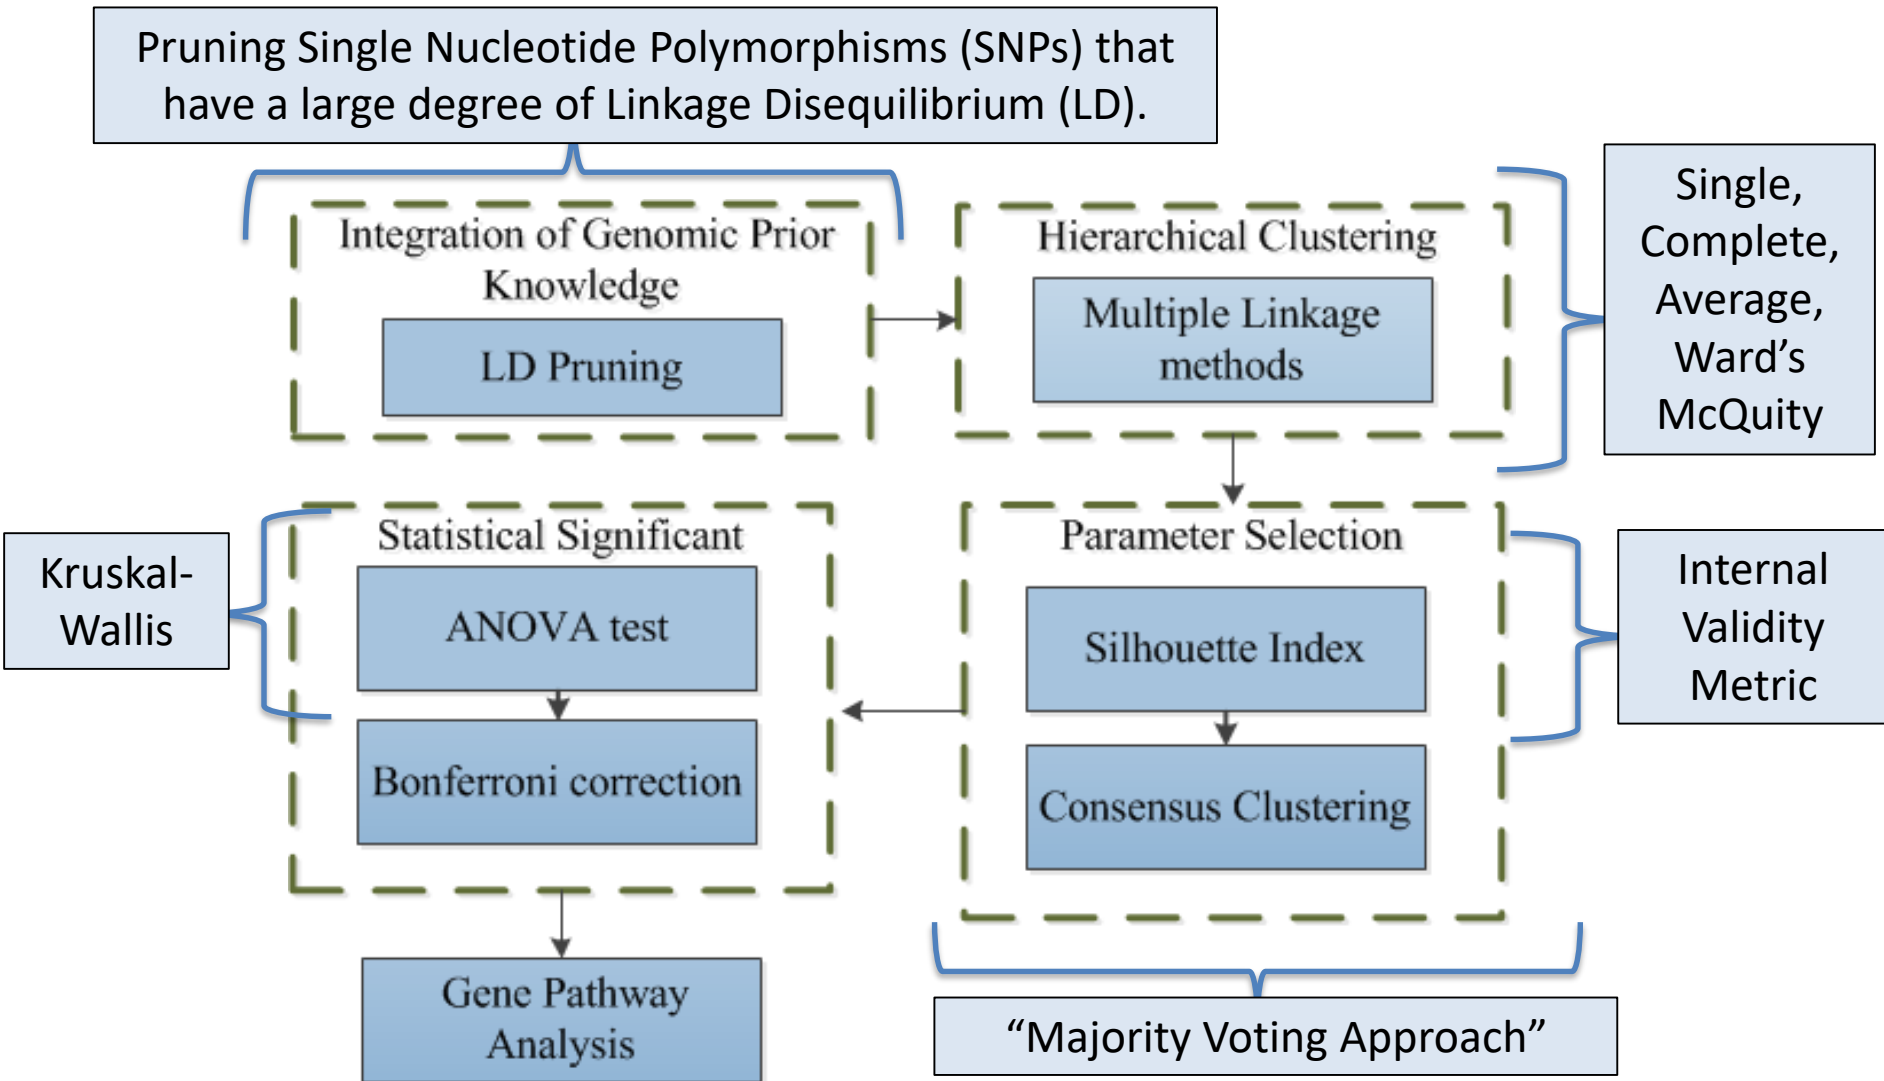 Pruning Single Nucleotide Polymorphisms (SNPs) that
have a large degree of Linkage Disequilibrium (LD).
Integration of Genomic Prior
Knowledge
LD Pruning
Hierarchical Clustering
Multiple Linkage
methods
Single,
Complete,
Average,
Ward’s
McQuity
Kruskal-
Wallis
Statistical Significant
ANOVA test
Bonferroni correction
Parameter Selection
Silhouette Index
Consensus Clustering
Internal
Validity
Metric
Gene Pathway
Analysis
“Majority Voting Approach”